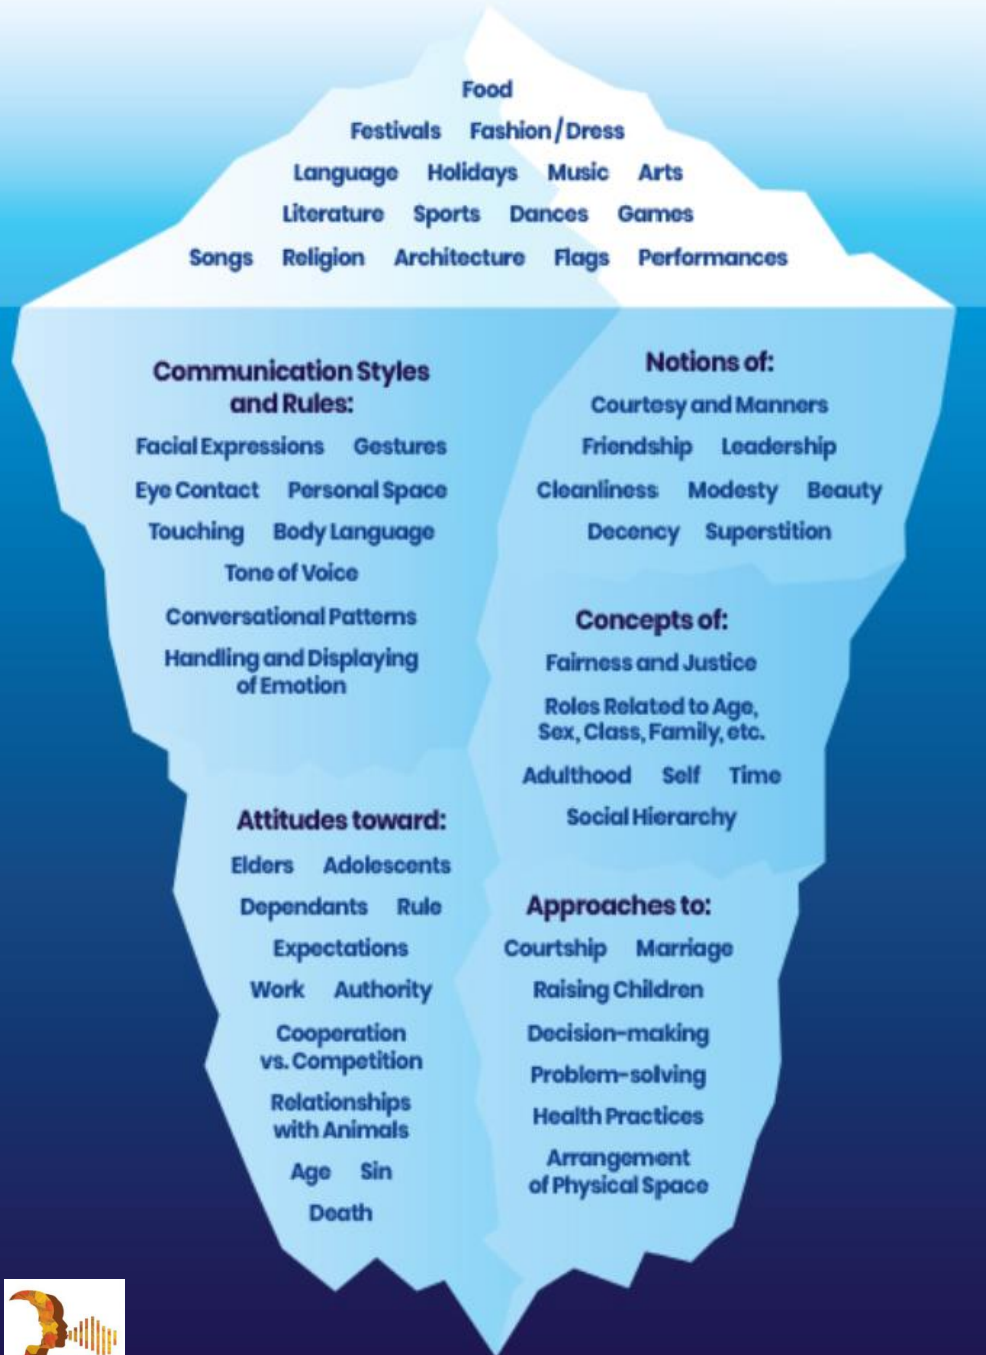 Food
Festivals Fashion/Dress
Language Holidays Music Arts
Literature Sports Dances Games
Songs Religion Architecture Flags Performances
Communication Styles
and Rules:
Facial Expressions Gestures
Eye Contact Personal Space
Touching Body Language
Tone of Voice
Conversational Patterns
Handling and Displaying
of Emotion
Notions of:
Courtesy and Manners
Friendship Leadership
Cleanliness Modesty Beauty
Decency Superstition
Concepts of:
Fairness and Justice
Roles Related to Age,
Sex, Class, Family, etc.
Adulthood Self Time
Social Hierarchy
Attitudes toward:
Elders Adolescents
Dependants Rule
Expectations
Work Authority
Cooperation
vs. Competition
Relationships
with Animals
Age Sin
Death
Approaches to:
Courtship Marriage
Raising Children
Decision-making
Problem-solving
Health Practices
Arrangement
of Physical Space